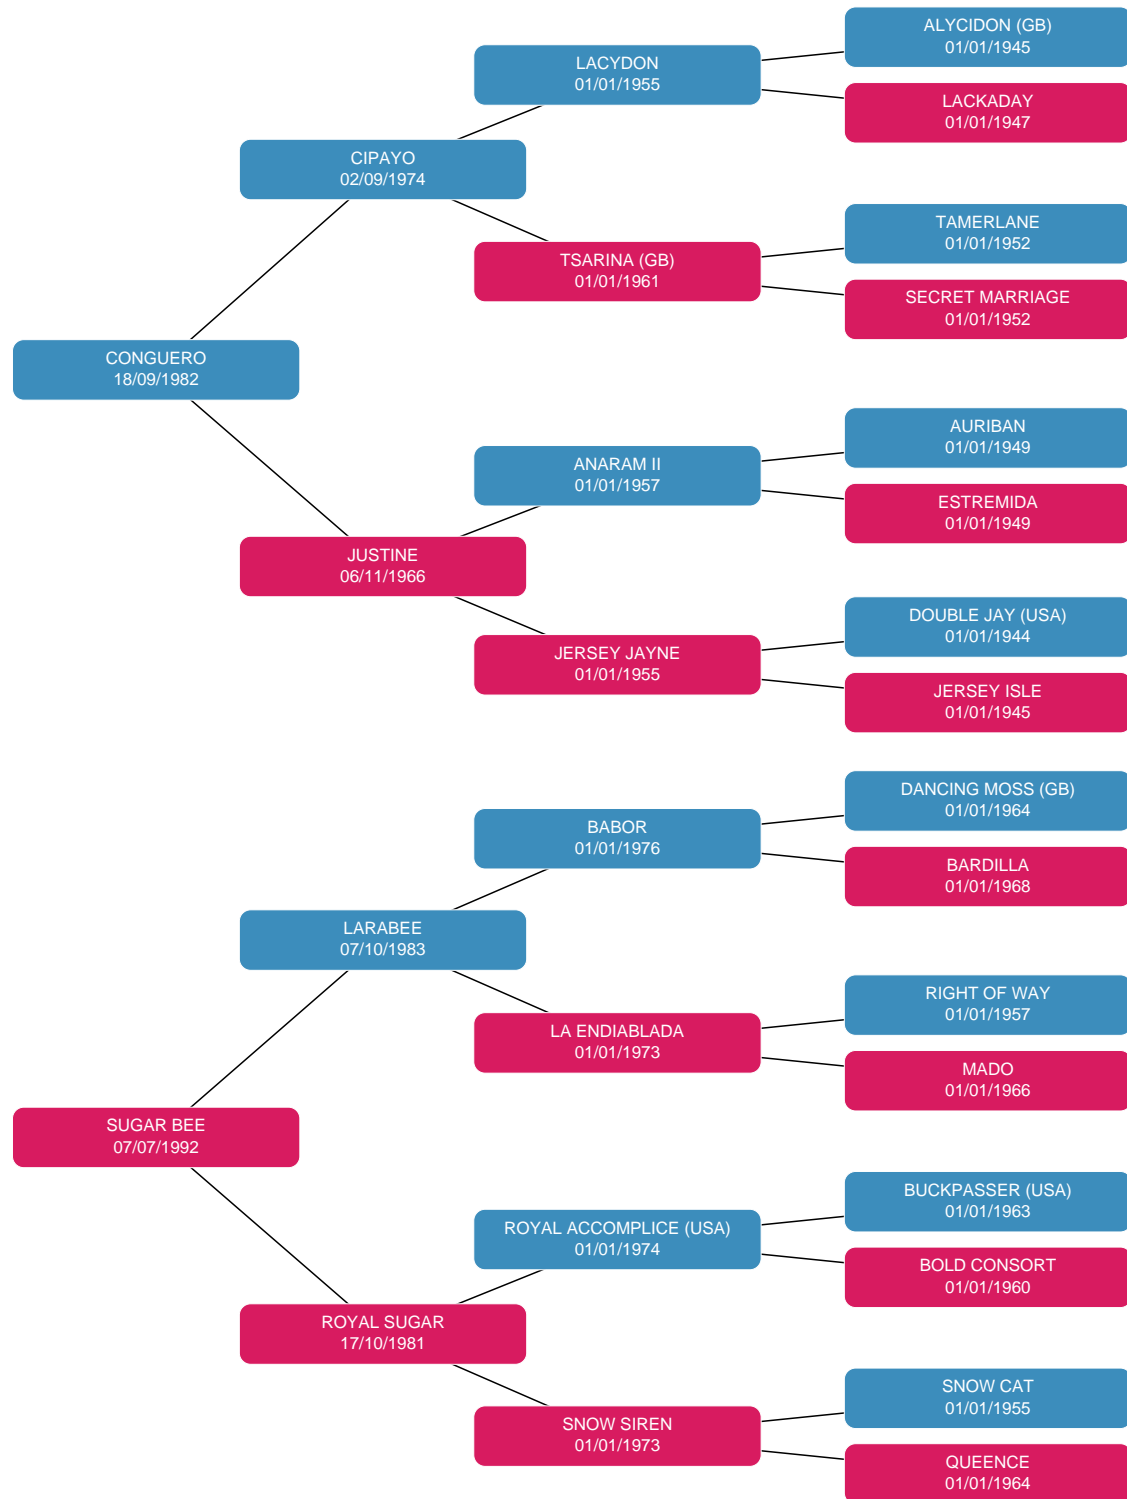 ALYCIDON (GB)
01/01/1945
LACYDON
01/01/1955
LACKADAY
01/01/1947
CIPAYO
02/09/1974
TAMERLANE
01/01/1952
TSARINA (GB)
01/01/1961
SECRET MARRIAGE
01/01/1952
CONGUERO
18/09/1982
AURIBAN
01/01/1949
ANARAM II
01/01/1957
ESTREMIDA
01/01/1949
JUSTINE
06/11/1966
DOUBLE JAY (USA)
01/01/1944
JERSEY JAYNE
01/01/1955
JERSEY ISLE
01/01/1945
DANCING MOSS (GB)
01/01/1964
BABOR
01/01/1976
BARDILLA
01/01/1968
LARABEE
07/10/1983
RIGHT OF WAY
01/01/1957
LA ENDIABLADA
01/01/1973
MADO
01/01/1966
SUGAR BEE
07/07/1992
BUCKPASSER (USA)
01/01/1963
ROYAL ACCOMPLICE (USA)
01/01/1974
BOLD CONSORT
01/01/1960
ROYAL SUGAR
17/10/1981
SNOW CAT
01/01/1955
SNOW SIREN
01/01/1973
QUEENCE
01/01/1964